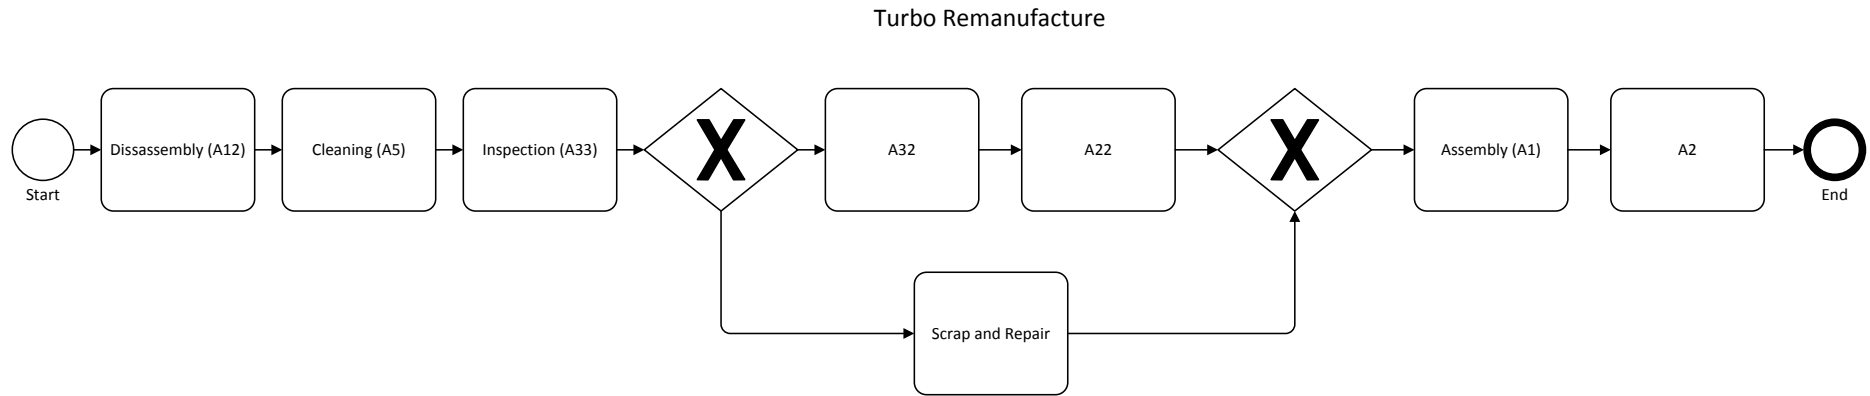 Turbo Remanufacture
Start
Dissassembly (A12)
Cleaning (A5)
Inspection (A33)
X
A32
A22
X
Assembly (A1)
A2
End
Scrap and Repair